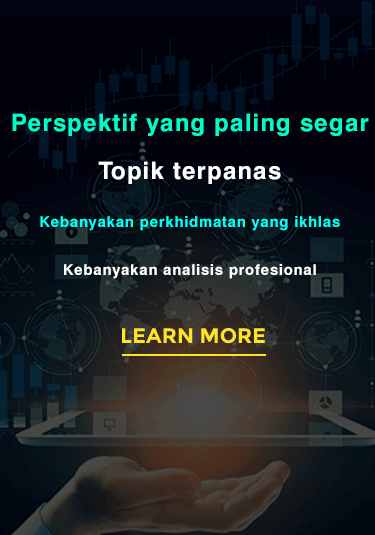 Perspektif yang paling segar
Topik terpanas
Kebanyakan perkhidmatan yang ikhlas
Kebanyakan analisis profesional
LEARN MORE